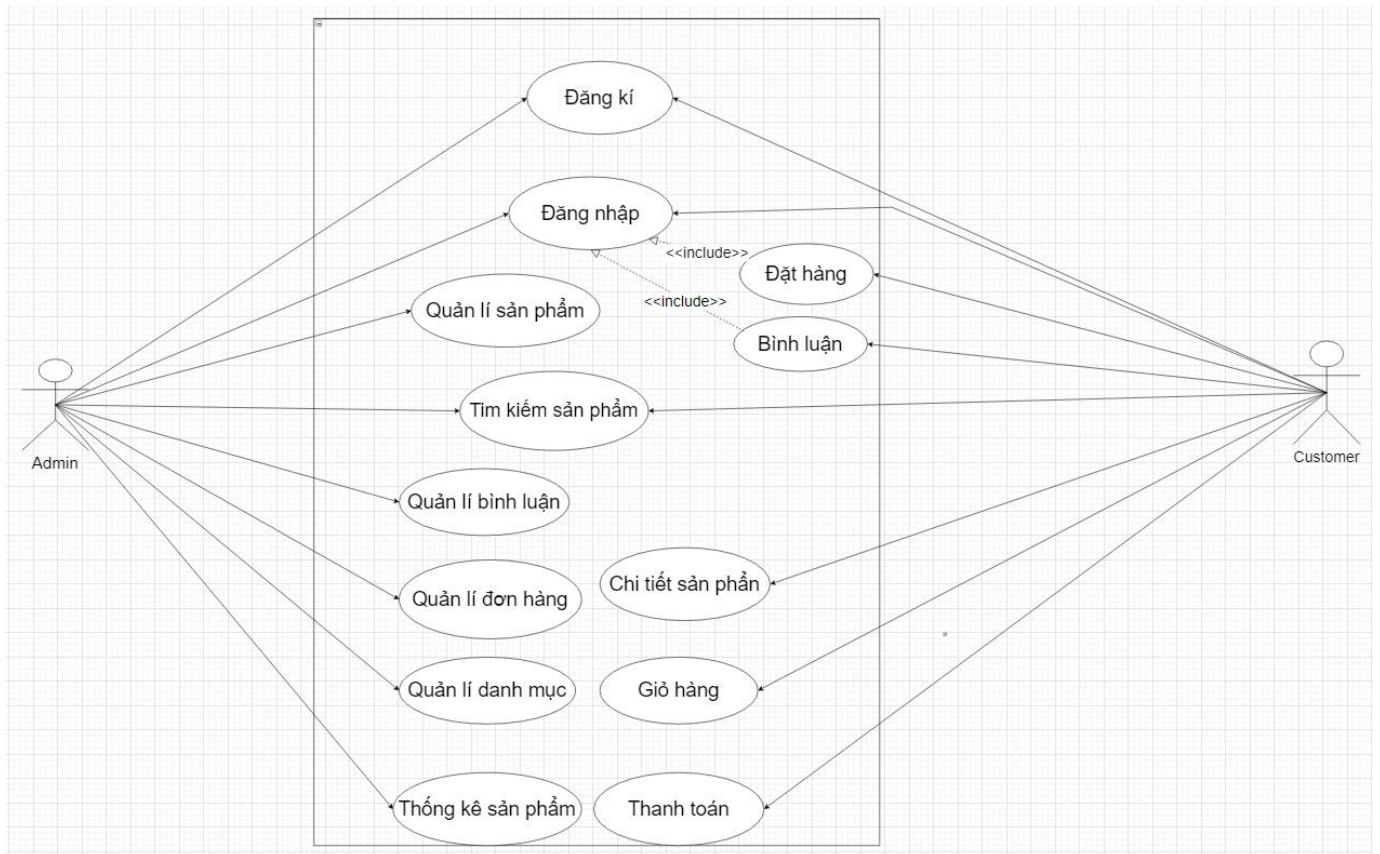 Đăng kí
Đăng nhập
<<include>>
Đặt hàng
Quản lí sản phẩm
<<include>>
Bình luận
Tim kiếm sản phẩm
Admin
Customer
Quản lí bình luận
Chi tiết sản phẩn
Quản lí đơn hàng
Quản lí danh mục
Giỏ hàng
Thống kê sản phẩm
Thanh toán